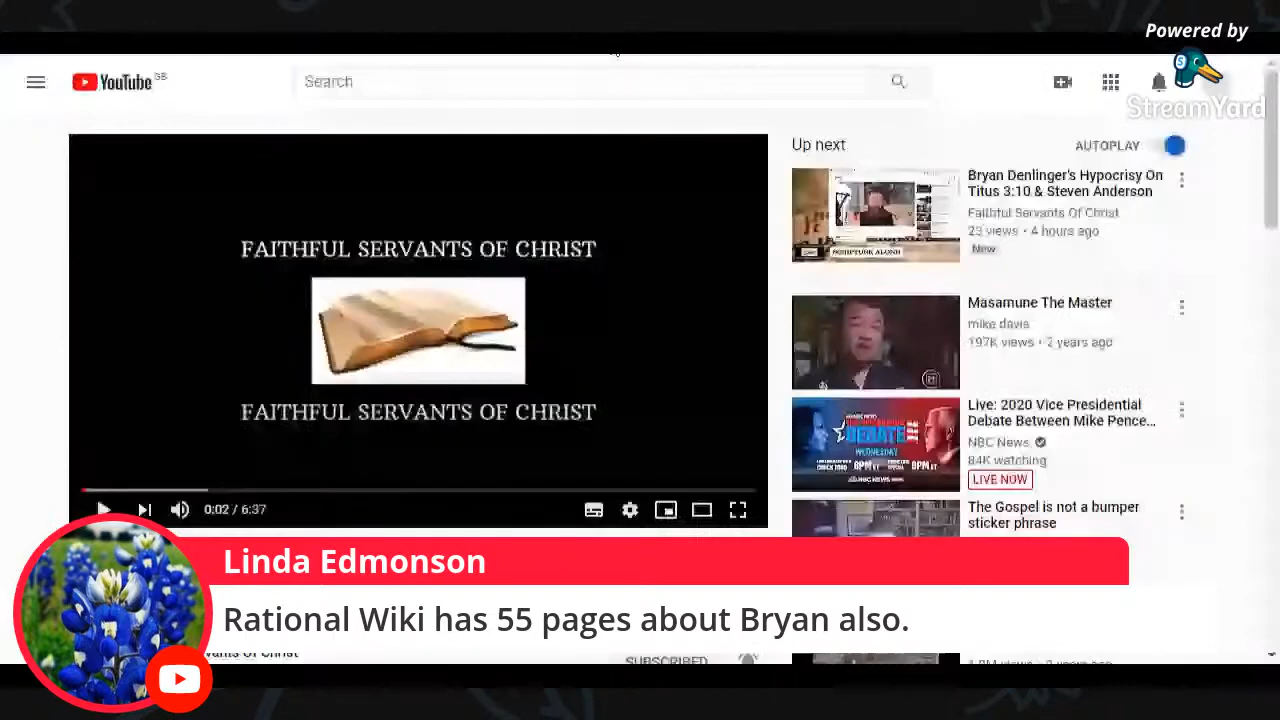 Powered by
StreamYard
YouTube GB
Search
FAITHFUL SERVANTS OF CHRIST
FAITHFUL SERVANTS OF CHRIST
0:02 / 6:37
Up next
AUTOPLAY
Bryan Denlinger's Hypocrisy On
Titus 3:10 & Steven Anderson
Faithful Servants Of Christ
23 views • 4 hours ago
New
Masamune The Master
mike davis
197K views • 2 years ago
DEBATE
WEDNESDAY
Live: 2020 Vice Presidential
Debate Between Mike Pence...
NBC News
84K watching
LIVE NOW
The Gospel is not a bumper
sticker phrase
Linda Edmonson
Rational Wiki has 55 pages about Bryan also.
SUBSCRIBED